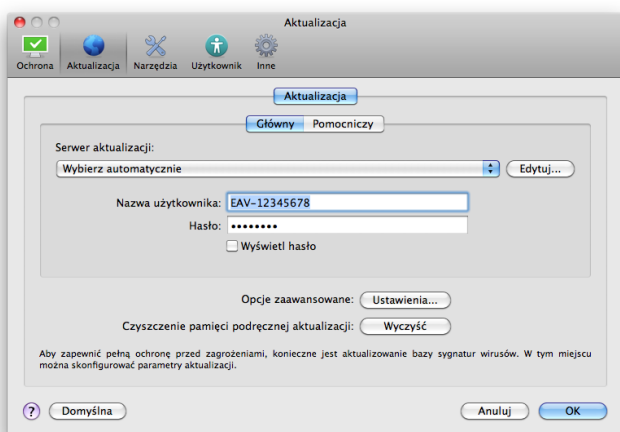 Aktualizacja
Ochrona Aktualizacja Narzędzia Użytkownik Inne
Aktualizacja
Główny Pomocniczy
Serwer aktualizacji:
Wybierz automatycznie Edytuj...
Nazwa użytkownika: EAV-12345678
Hasło: ••••••••
Wyświetl hasło
Opcje zaawansowane: Ustawienia...
Czyszczenie pamięci podręcznej aktualizacji: Wyczyść
Aby zapewnić pełną ochronę przed zagrożeniami, konieczne jest aktualizowanie bazy sygnatur wirusów. W tym miejscu
można skonfigurować parametry aktualizacji.
? Domyślna Anuluj OK